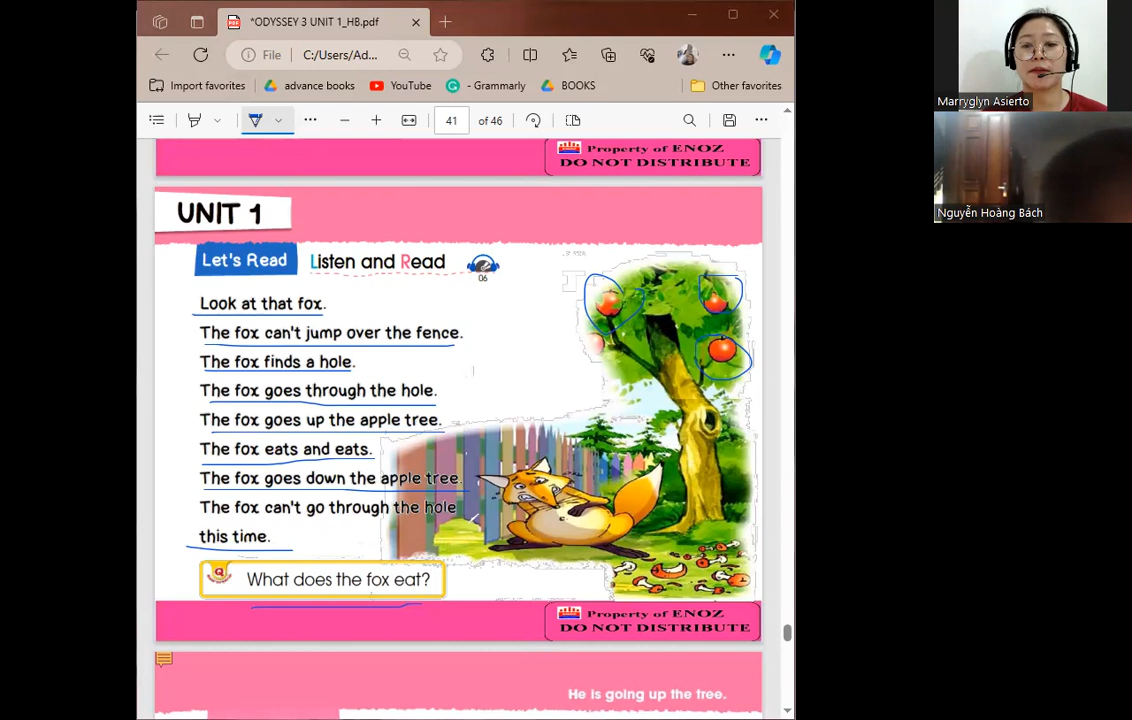 *ODYSSEY 3 UNIT 1_HB.pdf
File C:/Users/Ad...
Import favorites advance books YouTube - Grammarly BOOKS Other favorites
41 of 46
Property of ENOZ
DO NOT DISTRIBUTE
UNIT 1
Let's Read Listen and Read
06
Look at that fox.
The fox can't jump over the fence.
The fox finds a hole.
The fox goes through the hole.
The fox goes up the apple tree.
The fox eats and eats.
The fox goes down the apple tree.
The fox can't go through the hole
this time.
Q What does the fox eat?
Property of ENOZ
DO NOT DISTRIBUTE
He is going up the tree.
Marryglyn Asierto
Nguyễn Hoàng Bách